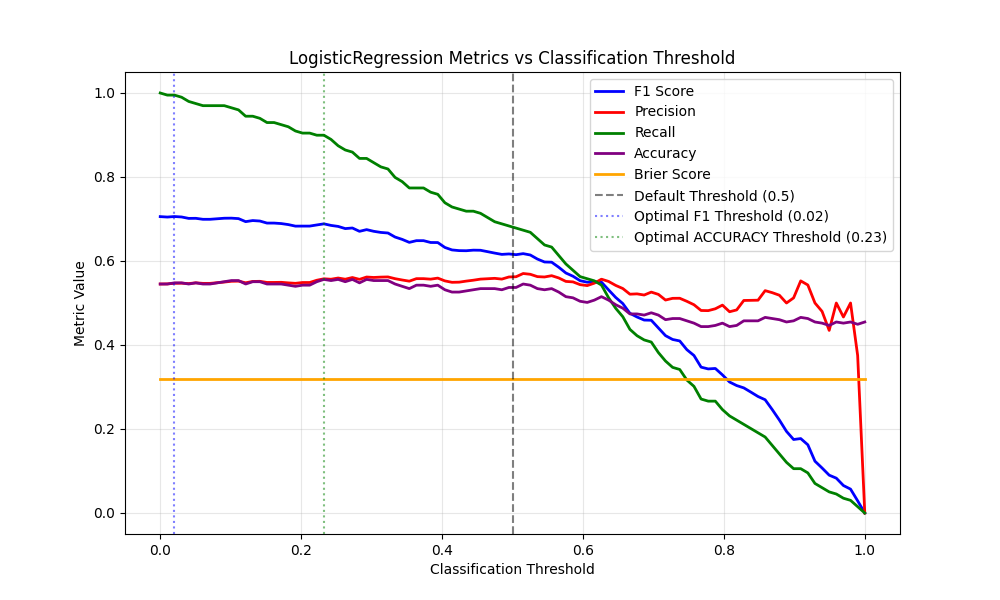 LogisticRegression Metrics vs Classification Threshold
F1 Score
Precision
Recall
Accuracy
Brier Score
Default Threshold (0.5)
Optimal F1 Threshold (0.02)
Optimal ACCURACY Threshold (0.23)
Metric Value
1.0
0.8
0.6
0.4
0.2
0.0
0.0 0.2 0.4 0.6 0.8 1.0
Classification Threshold